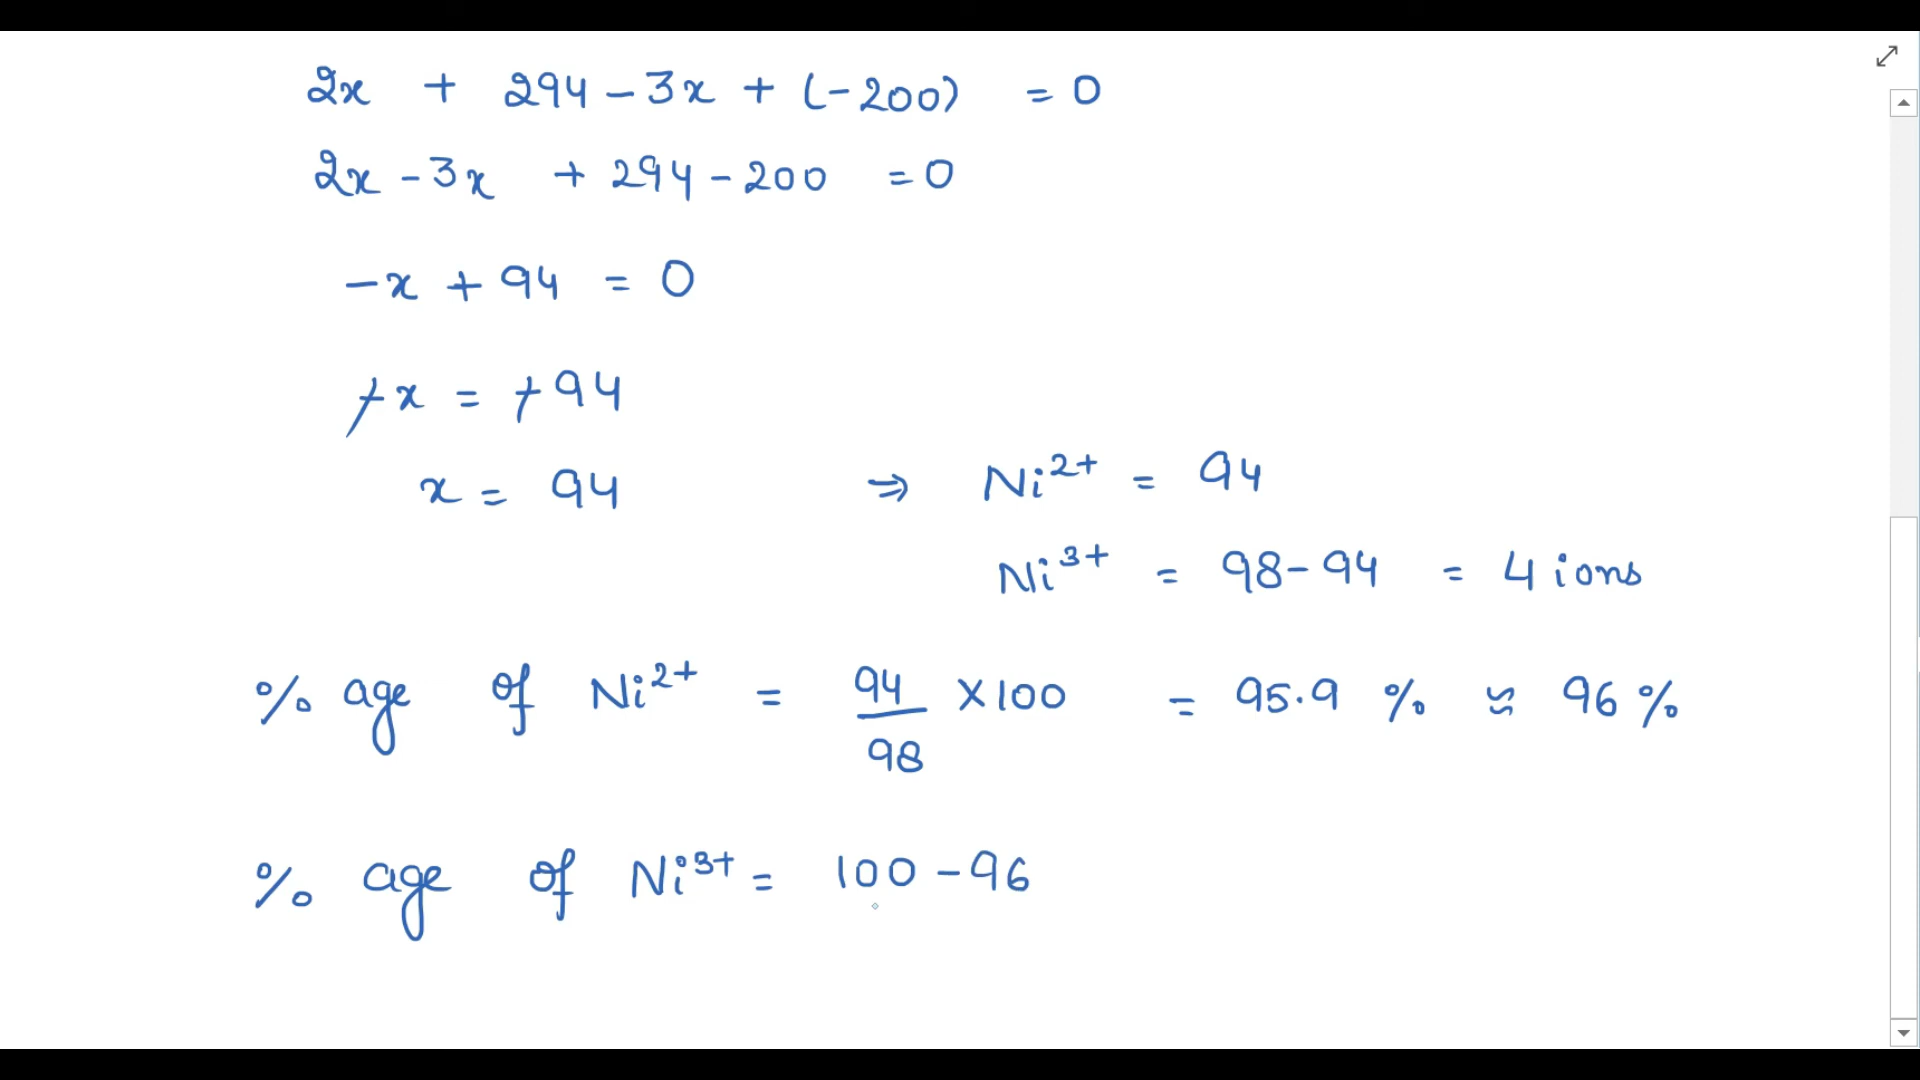 2x + 294 - 3x + (-200) = 0
2x - 3x + 294 - 200 = 0
-x + 94 = 0
-x = -94
x = 94 ⇒ Ni²⁺ = 94
Ni³⁺ = 98 - 94 = 4 ions
% age of Ni²⁺ = 94/98 × 100 = 95.9 % ≈ 96 %
% age of Ni³⁺ = 100 - 96